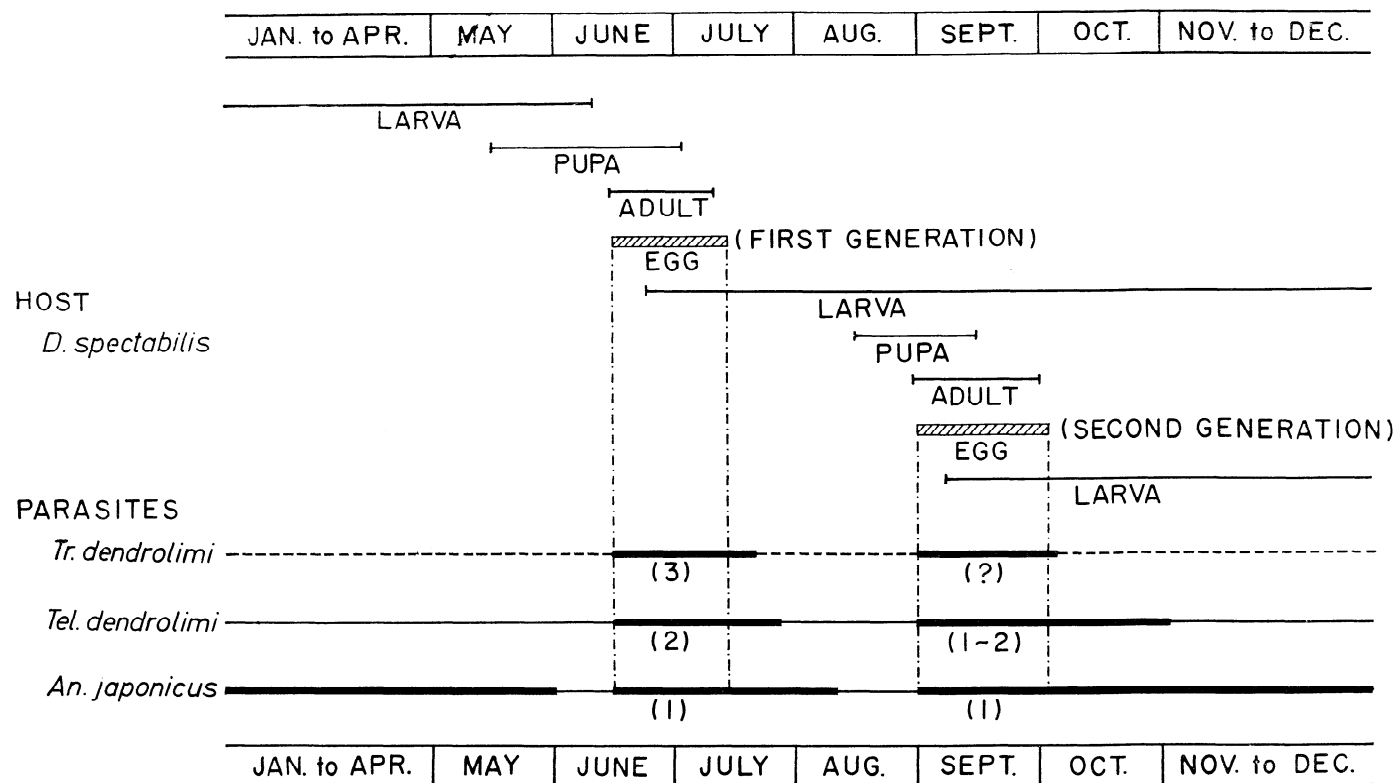 JAN. to APR. MAY JUNE JULY AUG. SEPT. OCT. NOV. to DEC.
LARVA
PUPA
ADULT
(FIRST GENERATION)
EGG
HOST
LARVA
D. spectabilis
PUPA
ADULT
(SECOND GENERATION)
EGG
LARVA
PARASITES
Tr. dendrolimi
(3) (?)
Tel. dendrolimi
(2) (1-2)
An. japonicus
(1) (1)
JAN. to APR. MAY JUNE JULY AUG. SEPT. OCT. NOV. to DEC.